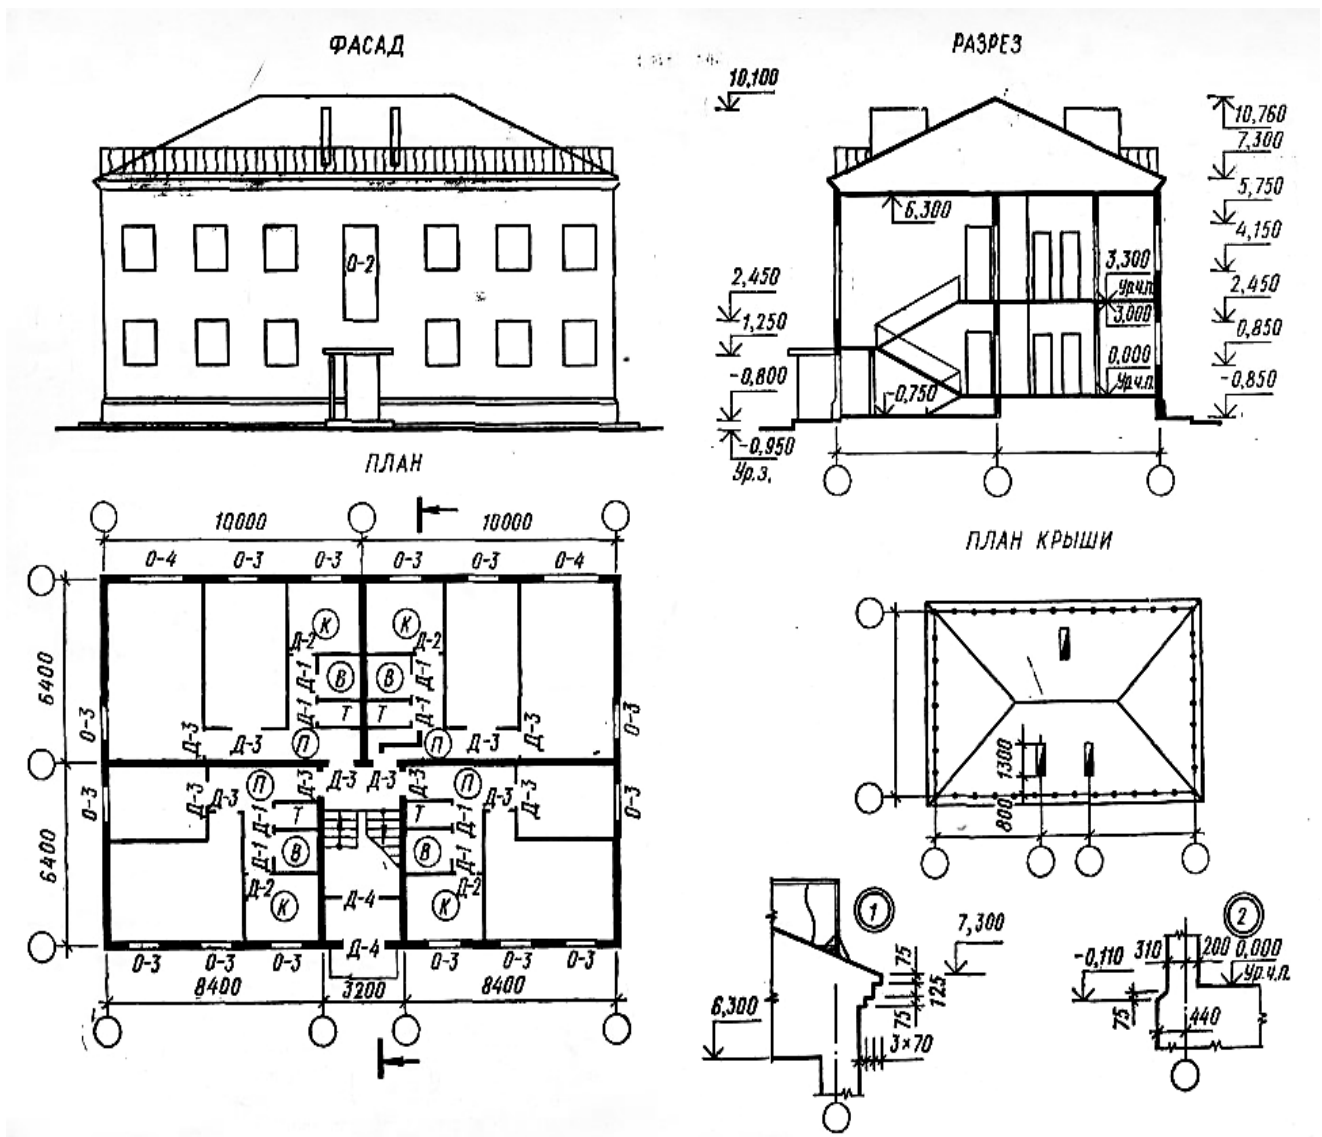 ФАСАД
О-2
РАЗРЕЗ
10,100
2,450
1,250
-0,800
-0,950
Ур.з.
6,300
-0,750
3,300
Ур.ч.п.
3,000
0,000
Ур.ч.п.
10,760
7,300
5,750
4,150
2,450
0,850
-0,850
ПЛАН
10000 10000
О-4 О-3 О-3 О-3 О-3 О-4
К К
Д-2 Д-2
Д-1 В В Д-1
Д-1 Т Т Д-1
6400
О-3 Д-3 Д-3 П П Д-3 Д-3 О-3
Д-3 Д-3
О-3 Д-3 Д-3 П Д-3 Д-3 П Д-3 Д-3 О-3
Д-1 Т Т Д-1
6400
Д-1 В В Д-1
Д-2 К Д-4 К Д-2
Д-4
О-3 О-3 О-3 О-3 О-3 О-3
8400 3200 8400
ПЛАН КРЫШИ
1300
800
1
7,300
75
125
75
6,300
3×70
2
310 200 0,000
Ур.ч.п.
-0,110
75
440